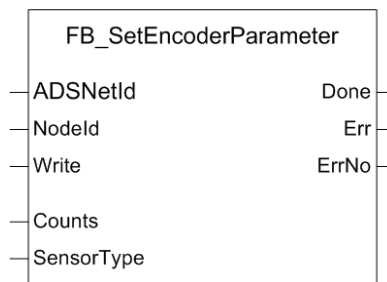 FB_SetEncoderParameter
ADSNetId Done
NodeId Err
Write ErrNo
Counts
SensorType